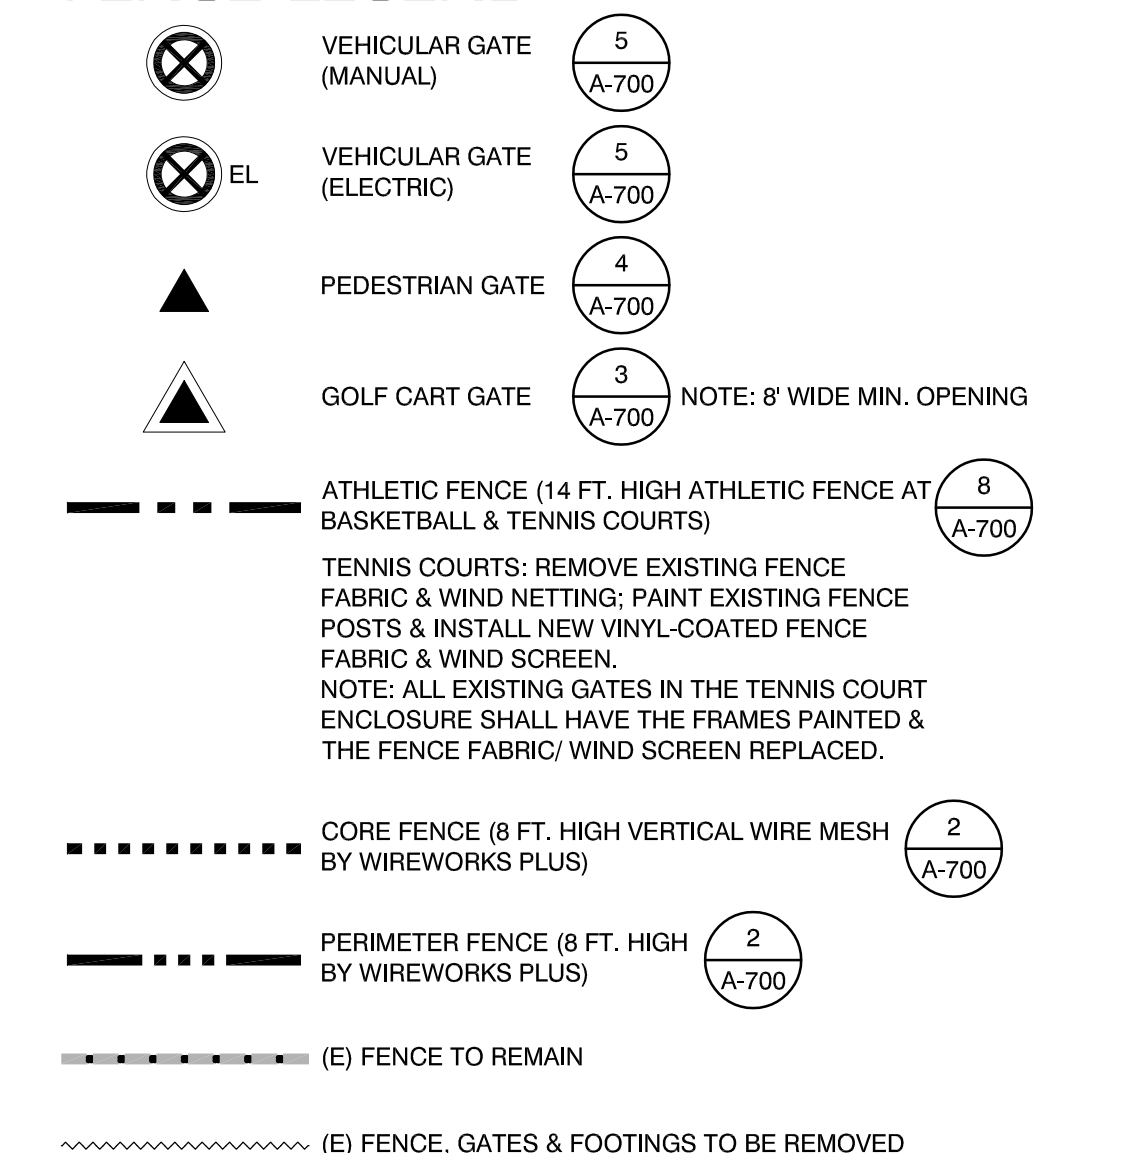 VEHICULAR GATE
(MANUAL)
5
A-700
EL
VEHICULAR GATE
(ELECTRIC)
5
A-700
PEDESTRIAN GATE
4
A-700
GOLF CART GATE
3
A-700
NOTE: 8' WIDE MIN. OPENING
ATHLETIC FENCE (14 FT. HIGH ATHLETIC FENCE AT
BASKETBALL & TENNIS COURTS)
8
A-700
TENNIS COURTS: REMOVE EXISTING FENCE
FABRIC & WIND NETTING; PAINT EXISTING FENCE
POSTS & INSTALL NEW VINYL-COATED FENCE
FABRIC & WIND SCREEN.
NOTE: ALL EXISTING GATES IN THE TENNIS COURT
ENCLOSURE SHALL HAVE THE FRAMES PAINTED &
THE FENCE FABRIC/ WIND SCREEN REPLACED.
CORE FENCE (8 FT. HIGH VERTICAL WIRE MESH
BY WIREWORKS PLUS)
2
A-700
PERIMETER FENCE (8 FT. HIGH
BY WIREWORKS PLUS)
2
A-700
(E) FENCE TO REMAIN
(E) FENCE, GATES & FOOTINGS TO BE REMOVED